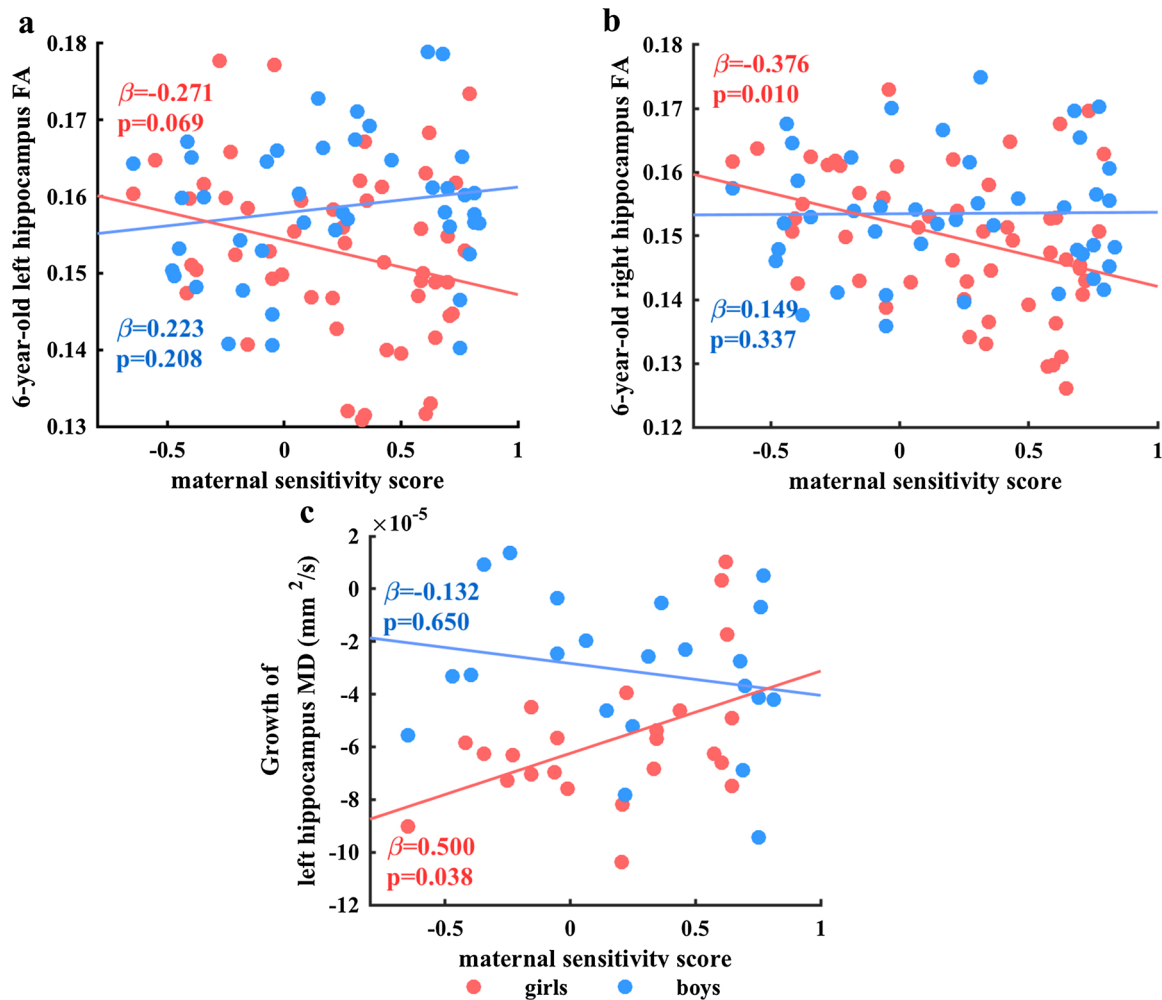 a
6-year-old left hippocampus FA
0.18
0.17
0.16
0.15
0.14
0.13
β=-0.271
p=0.069
β=0.223
p=0.208
-0.5 0 0.5 1
maternal sensitivity score
b
6-year-old right hippocampus FA
0.18
0.17
0.16
0.15
0.14
0.13
0.12
β=-0.376
p=0.010
β=0.149
p=0.337
-0.5 0 0.5 1
maternal sensitivity score
c
×10-5
Growth of
left hippocampus MD (mm 2/s)
2
0
-2
-4
-6
-8
-10
-12
β=-0.132
p=0.650
β=0.500
p=0.038
-0.5 0 0.5 1
maternal sensitivity score
girls boys